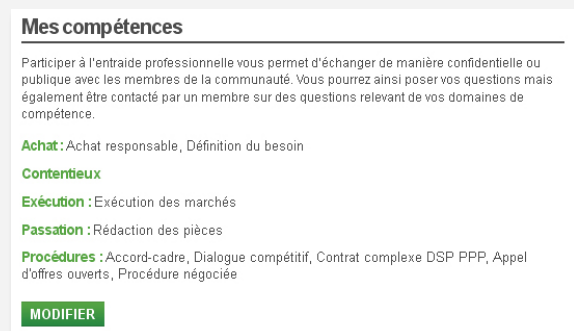 Mes compétences
Participer à l'entraide professionnelle vous permet d'échanger de manière confidentielle ou
publique avec les membres de la communauté. Vous pourrez ainsi poser vos questions mais
également être contacté par un membre sur des questions relevant de vos domaines de
compétence.
Achat : Achat responsable, Définition du besoin
Contentieux
Exécution : Exécution des marchés
Passation : Rédaction des pièces
Procédures : Accord-cadre, Dialogue compétitif, Contrat complexe DSP PPP, Appel
d'offres ouverts, Procédure négociée
MODIFIER